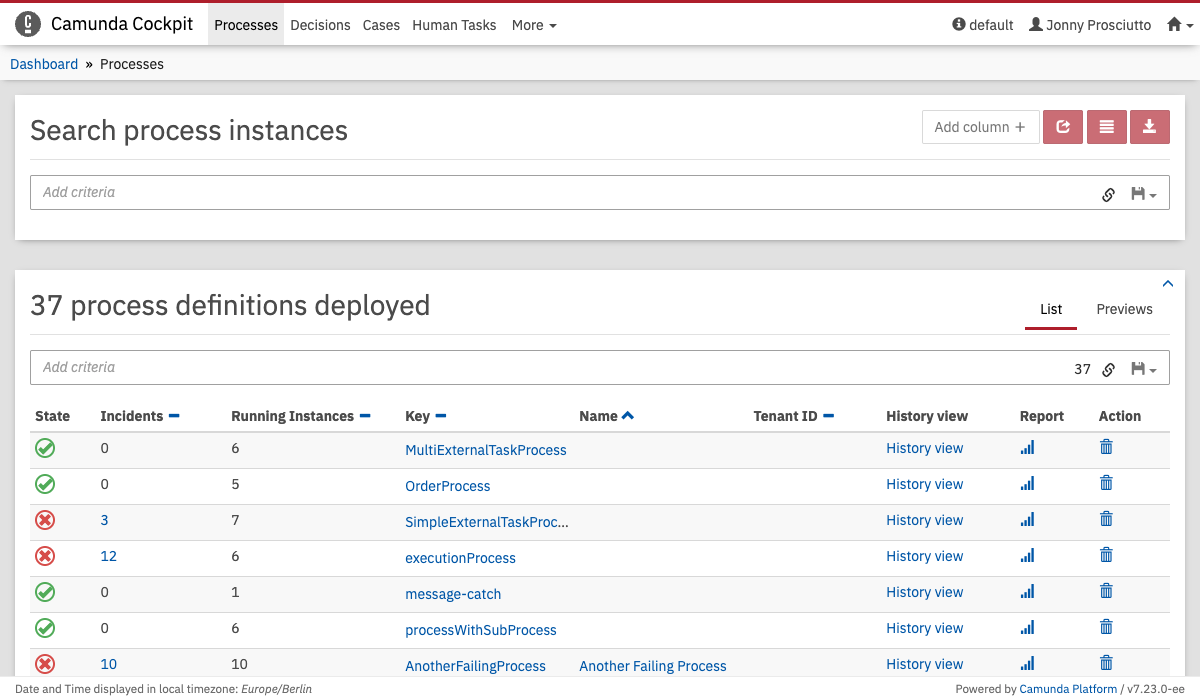 Camunda Cockpit Processes Decisions Cases Human Tasks More default Jonny Prosciutto
Dashboard » Processes
Search process instances Add column +
Add criteria
37 process definitions deployed List Previews
Add criteria 37
State Incidents Running Instances Key Name Tenant ID History view Report Action
0 6 MultiExternalTaskProcess History view
0 5 OrderProcess History view
3 7 SimpleExternalTaskProc... History view
12 6 executionProcess History view
0 1 message-catch History view
0 6 processWithSubProcess History view
10 10 AnotherFailingProcess Another Failing Process History view
Date and Time displayed in local timezone: Europe/Berlin Powered by Camunda Platform / v7.23.0-ee